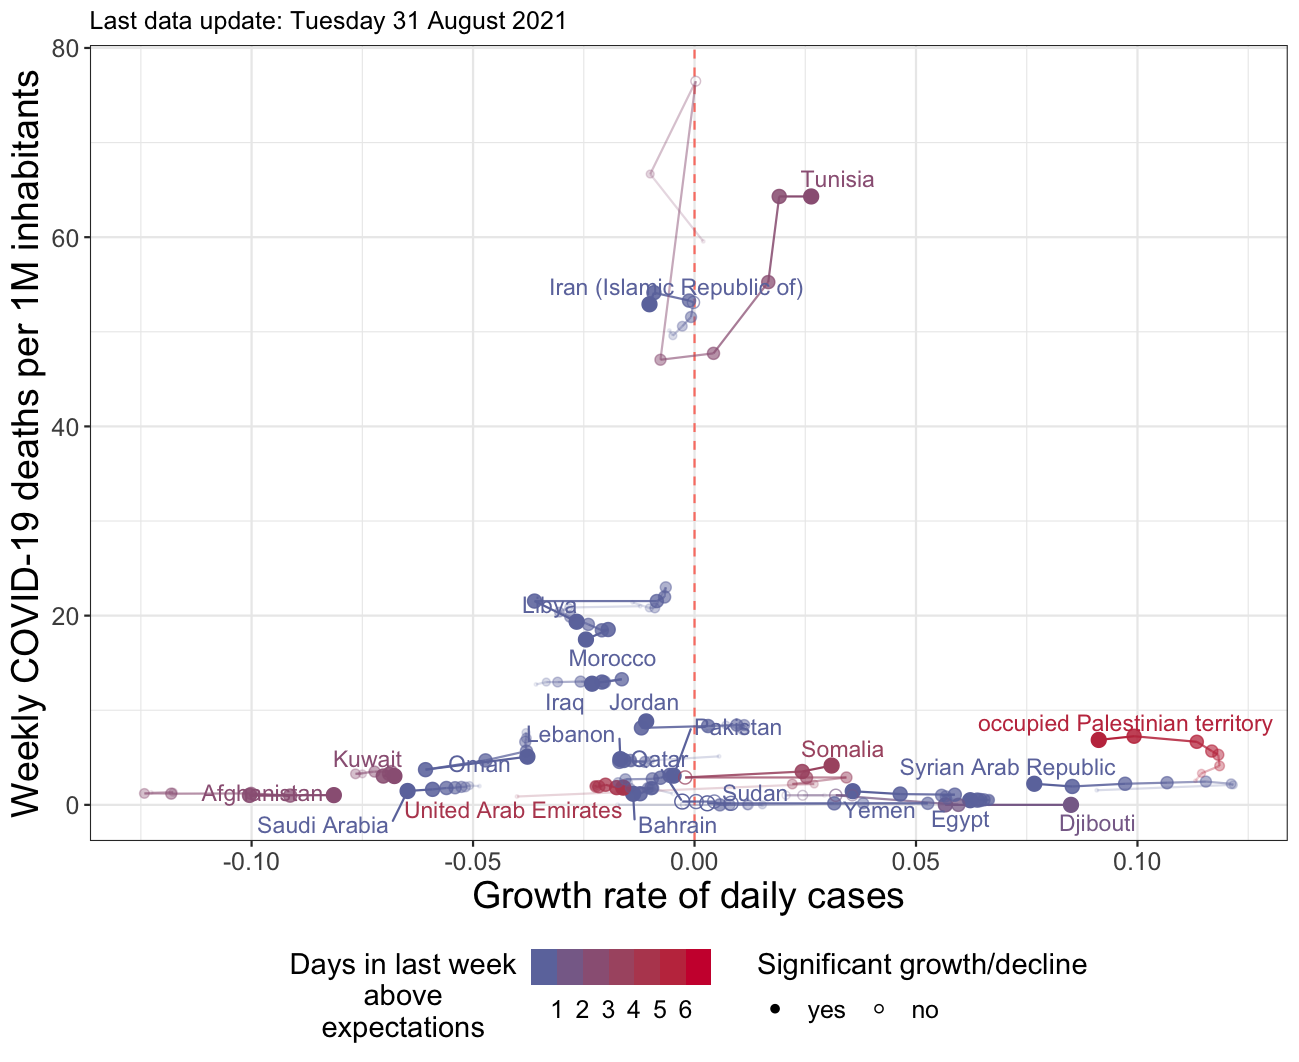 Last data update: Tuesday 31 August 2021
Weekly COVID-19 deaths per 1M inhabitants
80
60
40
20
0
Tunisia
Iran (Islamic Republic of)
Libya
Morocco
Iraq
Jordan
Lebanon
Pakistan
occupied Palestinian territory
Kuwait
Oman
Qatar
Somalia
Syrian Arab Republic
Afghanistan
United Arab Emirates
Sudan
Yemen
Saudi Arabia
Bahrain
Egypt
Djibouti
-0.10
-0.05
0.00
0.05
0.10
Growth rate of daily cases
Days in last week
above
expectations
1 2 3 4 5 6
Significant growth/decline
yes
no